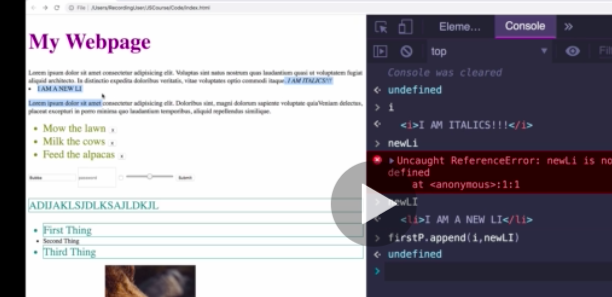 File /Users/RecordingUser/JSCourse/Code/index.html
My Webpage
Lorem ipsum dolor sit amet consectetur adipisicing elit. Voluptas sint natus nostrum quas laudantium quasi ut voluptatem fugiat
aliquid architecto. In distinctio expedita doloribus veritatis, vitae voluptates optio commodi itaque. I AM ITALICS!!!
I AM A NEW LI
Lorem ipsum dolor sit amet consectetur adipisicing elit. Doloribus sint, magni dolorum sapiente voluptate quia Veniam delectus,
placeat excepturi in porro minima quo laudantium temporibus, aliquid repellendus similique.
Mow the lawn x
Milk the cows x
Feed the alpacas x
password Submit
ADIJAKLSJDLKSAJLDKJL
First Thing
Second Thing
Third Thing
Eleme... Console »
top Fil
Console was cleared
undefined
i
<i>I AM ITALICS!!!</i>
newLi
Uncaught ReferenceError: newLi is no
defined
at <anonymous>:1:1
newLI
<li>I AM A NEW LI</li>
firstP.append(i,newLI)
undefined